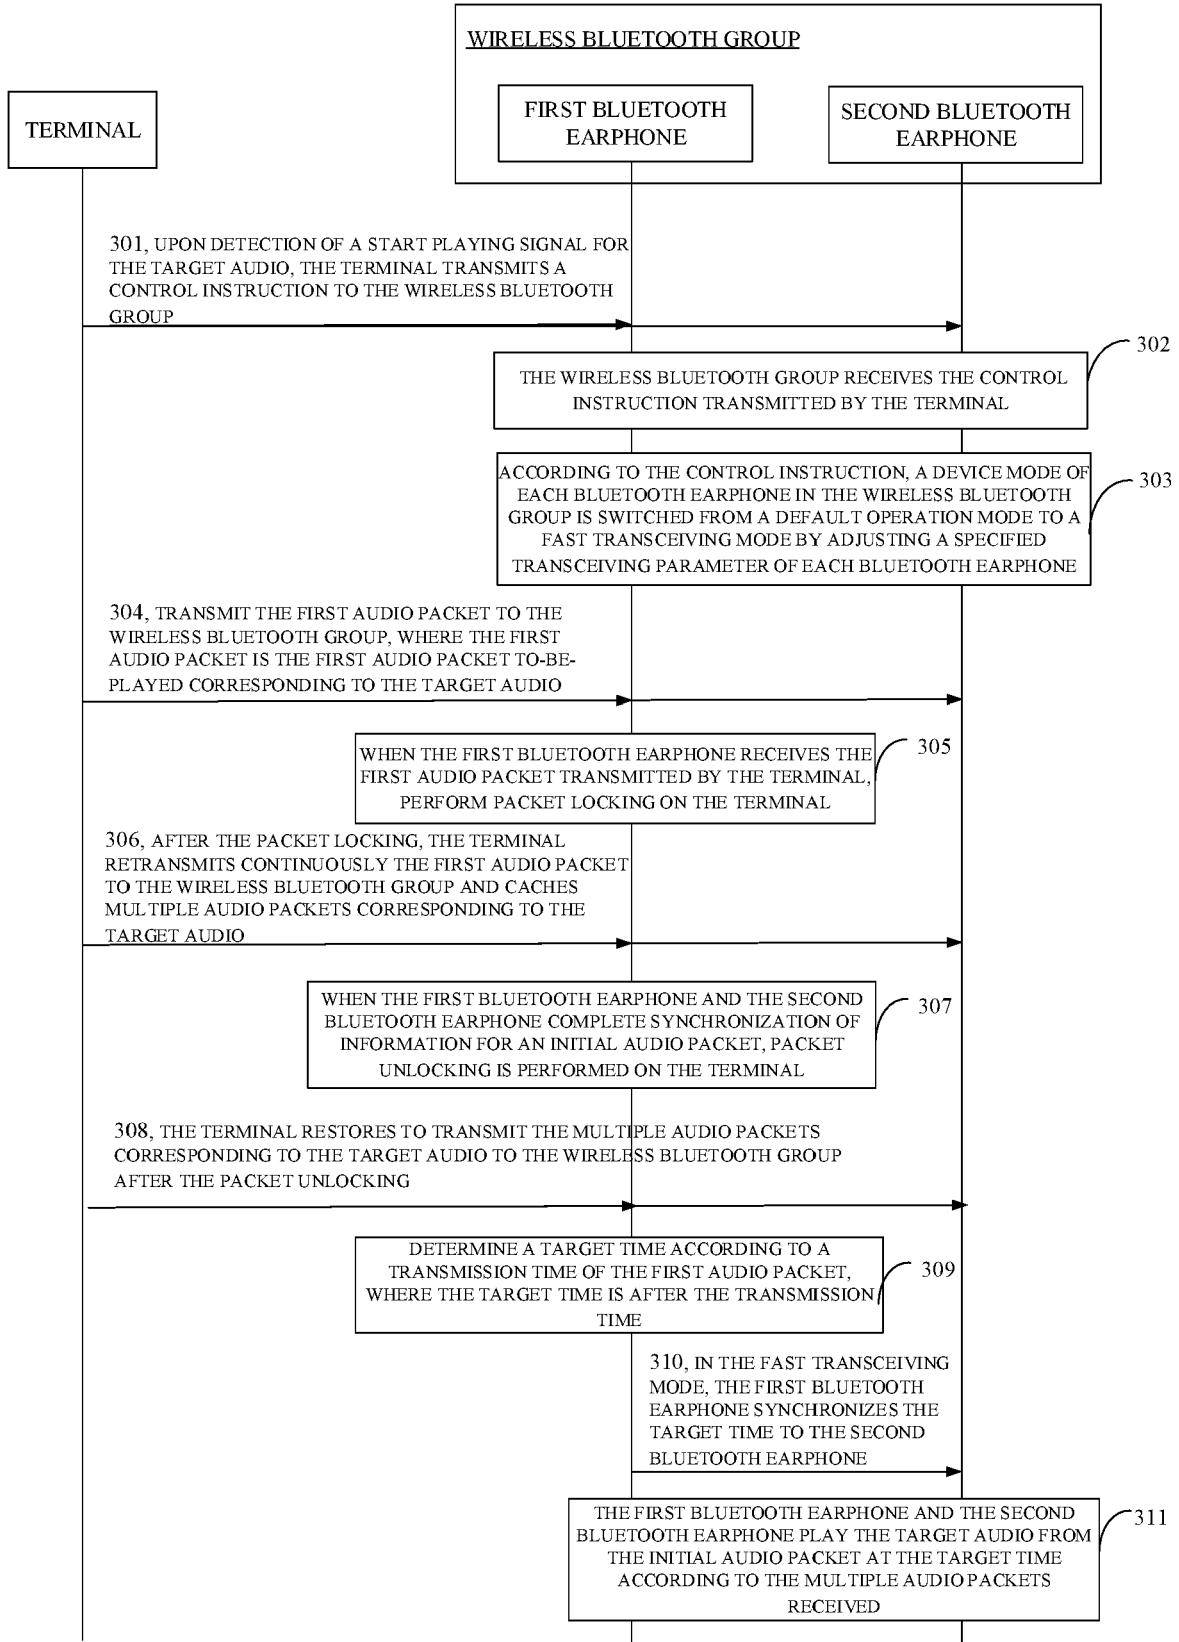 WIRELESS BLUETOOTH GROUP
TERMINAL
FIRST BLUETOOTH
EARPHONE
SECOND BLUETOOTH
EARPHONE
301, UPON DETECTION OF A START PLAYING SIGNAL FOR
THE TARGET AUDIO, THE TERMINAL TRANSMITS A
CONTROL INSTRUCTION TO THE WIRELESS BLUETOOTH
GROUP
302
THE WIRELESS BLUETOOTH GROUP RECEIVES THE CONTROL
INSTRUCTION TRANSMITTED BY THE TERMINAL
303
ACCORDING TO THE CONTROL INSTRUCTION, A DEVICE MODE OF
EACH BLUETOOTH EARPHONE IN THE WIRELESS BLUETOOTH
GROUP IS SWITCHED FROM A DEFAULT OPERATION MODE TO A
FAST TRANSCEIVING MODE BY ADJUSTING A SPECIFIED
TRANSCEIVING PARAMETER OF EACH BLUETOOTH EARPHONE
304, TRANSMIT THE FIRST AUDIO PACKET TO THE
WIRELESS BLUETOOTH GROUP, WHERE THE FIRST
AUDIO PACKET IS THE FIRST AUDIO PACKET TO-BE-
PLAYED CORRESPONDING TO THE TARGET AUDIO
305
WHEN THE FIRST BLUETOOTH EARPHONE RECEIVES THE
FIRST AUDIO PACKET TRANSMITTED BY THE TERMINAL,
PERFORM PACKET LOCKING ON THE TERMINAL
306, AFTER THE PACKET LOCKING, THE TERMINAL
RETRANSMITS CONTINUOUSLY THE FIRST AUDIO PACKET
TO THE WIRELESS BLUETOOTH GROUP AND CACHES
MULTIPLE AUDIO PACKETS CORRESPONDING TO THE
TARGET AUDIO
307
WHEN THE FIRST BLUETOOTH EARPHONE AND THE SECOND
BLUETOOTH EARPHONE COMPLETE SYNCHRONIZATION OF
INFORMATION FOR AN INITIAL AUDIO PACKET, PACKET
UNLOCKING IS PERFORMED ON THE TERMINAL
308, THE TERMINAL RESTORES TO TRANSMIT THE MULTIPLE AUDIO PACKETS
CORRESPONDING TO THE TARGET AUDIO TO THE WIRELESS BLUETOOTH GROUP
AFTER THE PACKET UNLOCKING
309
DETERMINE A TARGET TIME ACCORDING TO A
TRANSMISSION TIME OF THE FIRST AUDIO PACKET,
WHERE THE TARGET TIME IS AFTER THE TRANSMISSION
TIME
310, IN THE FAST TRANSCEIVING
MODE, THE FIRST BLUETOOTH
EARPHONE SYNCHRONIZES THE
TARGET TIME TO THE SECOND
BLUETOOTH EARPHONE
311
THE FIRST BLUETOOTH EARPHONE AND THE SECOND
BLUETOOTH EARPHONE PLAY THE TARGET AUDIO FROM
THE INITIAL AUDIO PACKET AT THE TARGET TIME
ACCORDING TO THE MULTIPLE AUDIO PACKETS
RECEIVED